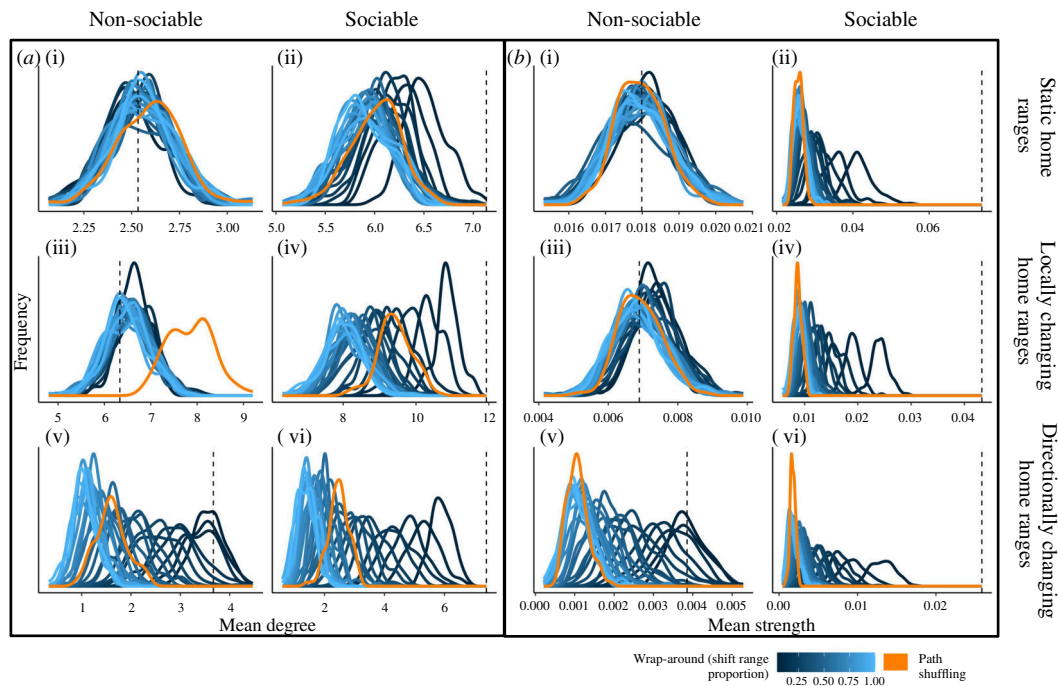 Non-sociable Sociable Non-sociable Sociable
(a) (i) (ii) (b) (i) (ii)
Static home
ranges
2.25 2.50 2.75 3.00 5.0 5.5 6.0 6.5 7.0 0.016 0.017 0.018 0.019 0.020 0.021 0.02 0.04 0.06
(iii) (iv) (iii) (iv)
Locally changing
home ranges
Frequency
5 6 7 8 9 8 10 12 0.004 0.006 0.008 0.010 0.01 0.02 0.03 0.04
(v) ( vi) (v) ( vi)
Directionally changing
home ranges
1 2 3 4 2 4 6 0.000 0.001 0.002 0.003 0.004 0.005 0.00 0.01 0.02
Mean degree Mean strength
Wrap-around (shift range
proportion)
0.25 0.50 0.75 1.00
Path
shuffling